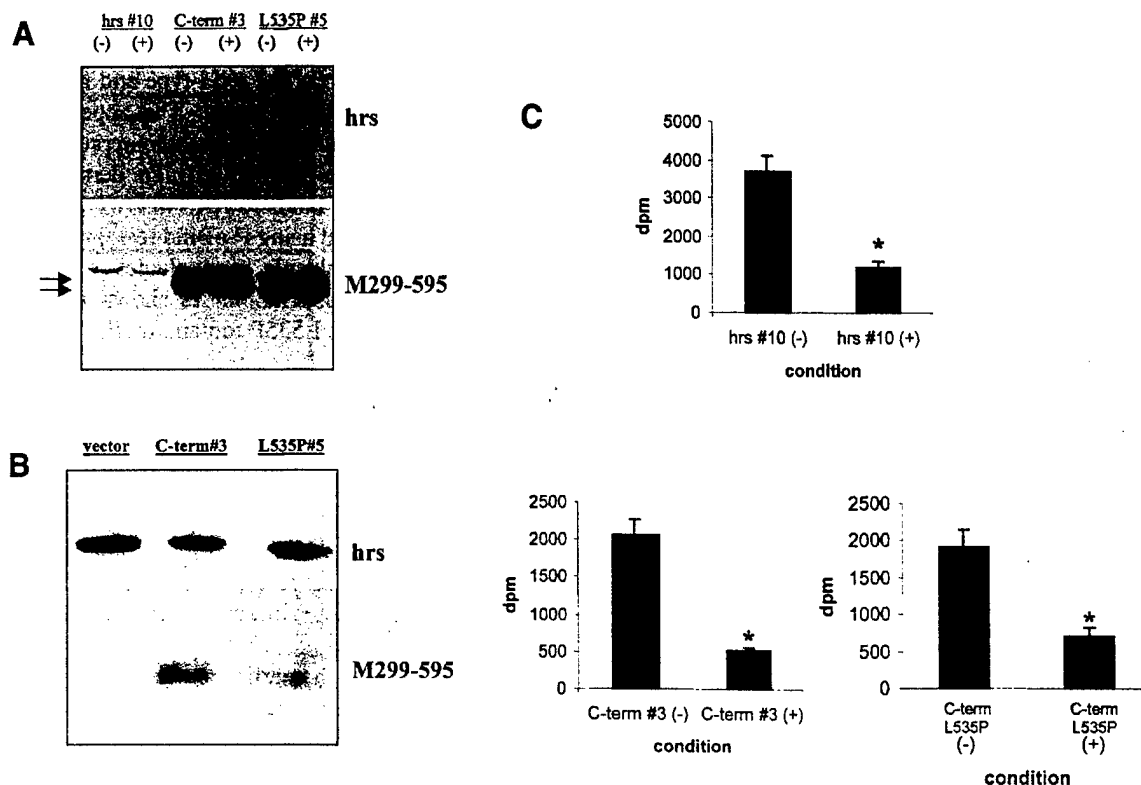 A
hrs #10 C-term #3 L535P #5
(-) (+) (-) (+) (-) (+)
hrs
M299-595
B
vector C-term#3 L535P#5
hrs
M299-595
C
5000
4000
3000
2000
1000
0
dpm
*
hrs #10 (-) hrs #10 (+)
condition
2500
2000
1500
1000
500
0
dpm
*
C-term #3 (-) C-term #3 (+)
condition
2500
2000
1500
1000
500
0
dpm
*
C-term C-term
L535P L535P
(-) (+)
condition